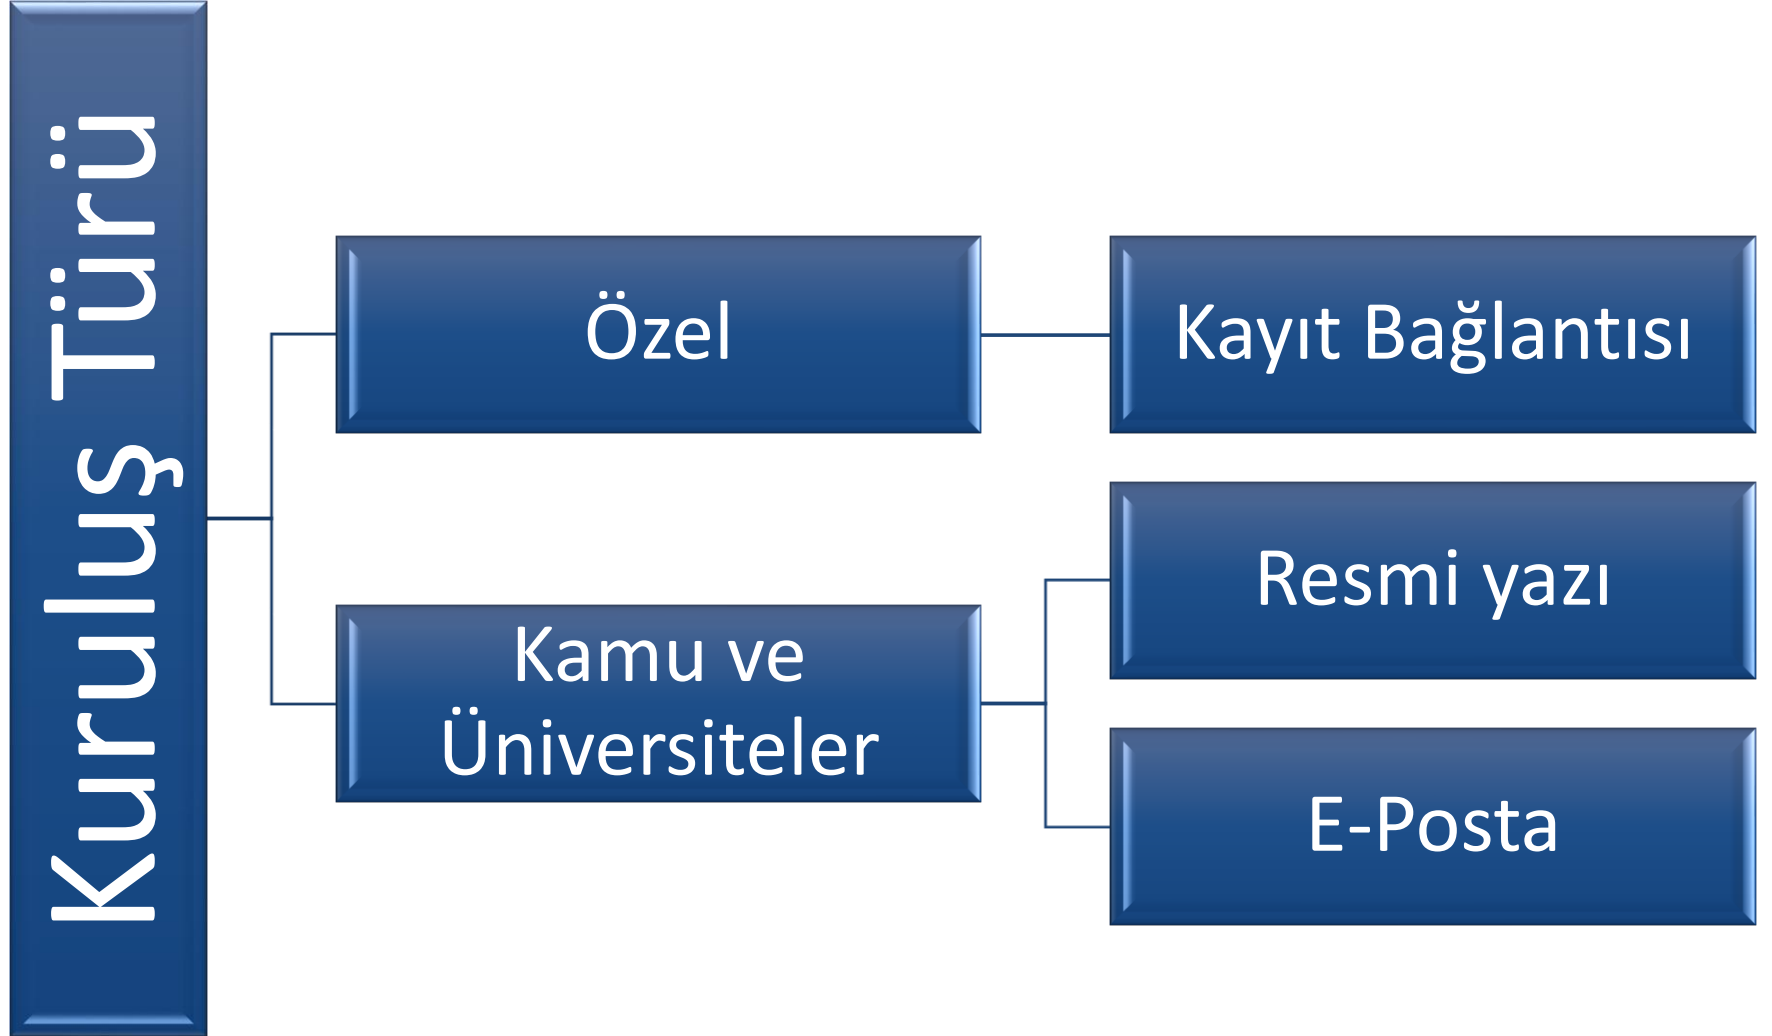 Kuruluş Türü
Özel
Kayıt Bağlantısı
Kamu ve
Üniversiteler
Resmi yazı
E-Posta